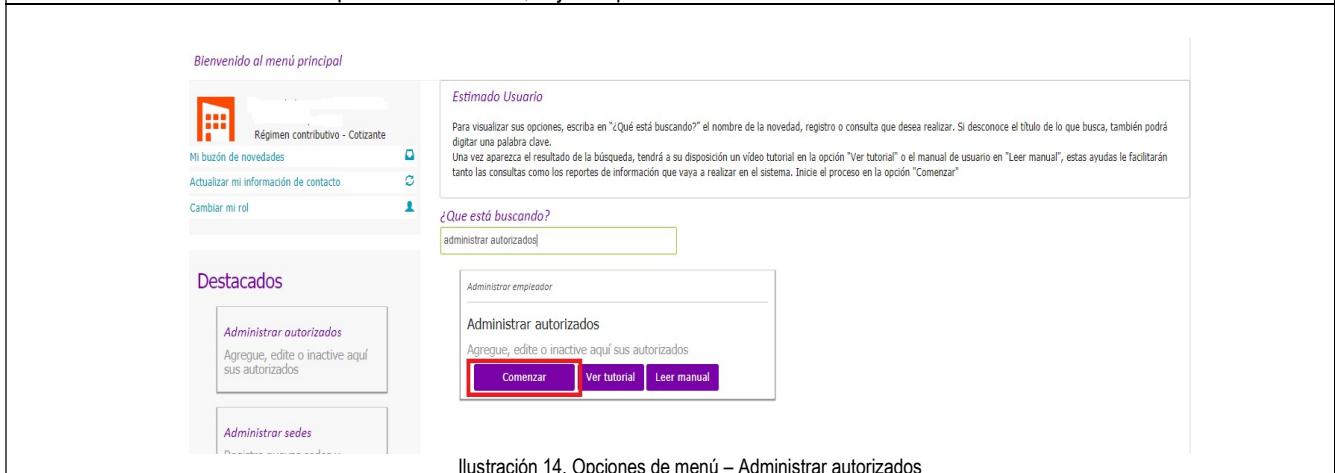 Bienvenido al menú principal
Régimen contributivo - Cotizante
Mi buzón de novedades
Actualizar mi información de contacto
Cambiar mi rol
Destacados
Administrar autorizados
Agregue, edite o inactive aquí
sus autorizados
Administrar sedes
Estimado Usuario
Para visualizar sus opciones, escriba en "¿Qué está buscando?" el nombre de la novedad, registro o consulta que desea realizar. Si desconoce el título de lo que busca, también podrá
digitar una palabra clave.
Una vez aparezca el resultado de la búsqueda, tendrá a su disposición un vídeo tutorial en la opción "Ver tutorial" o el manual de usuario en "Leer manual", estas ayudas le facilitarán
tanto las consultas como los reportes de información que vaya a realizar en el sistema. Inicie el proceso en la opción "Comenzar"
¿Que está buscando?
administrar autorizados
Administrar empleador
Administrar autorizados
Agregue, edite o inactive aquí sus autorizados
Comenzar Ver tutorial Leer manual
Ilustración 14. Opciones de menú – Administrar autorizados